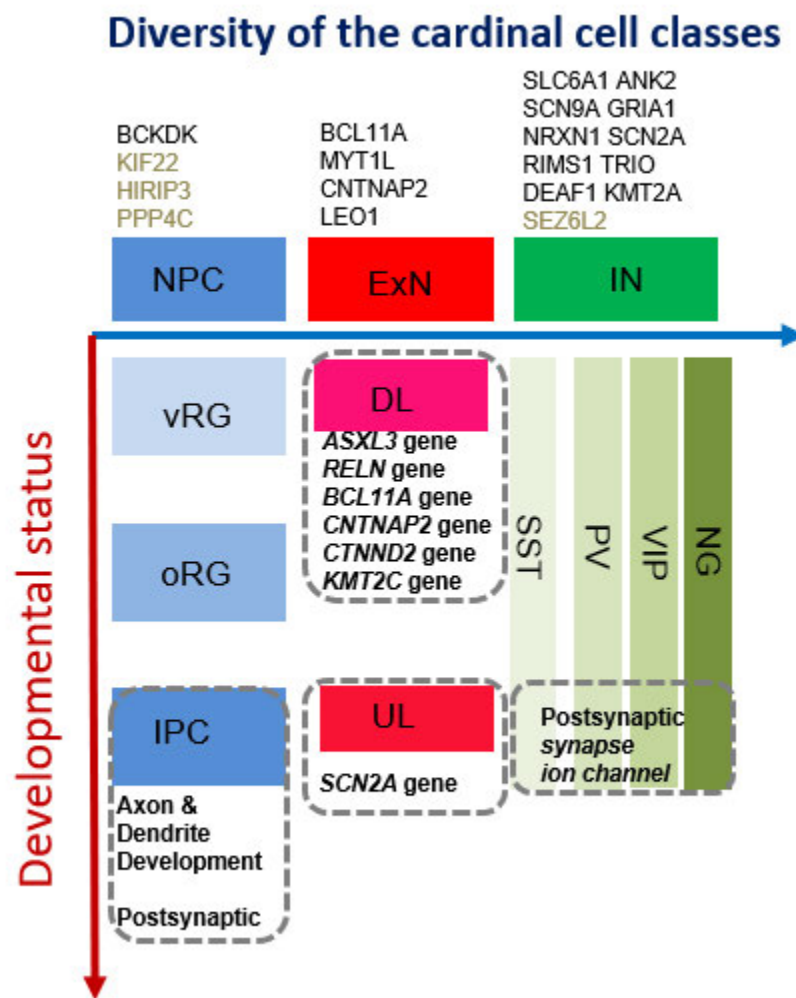 Diversity of the cardinal cell classes
BCKDK
KIF22
HIRIP3
PPP4C
BCL11A
MYT1L
CNTNAP2
LEO1
SLC6A1 ANK2
SCN9A GRIA1
NRXN1 SCN2A
RIMS1 TRIO
DEAF1 KMT2A
SEZ6L2
NPC
ExN
IN
Developmental status
vRG
oRG
IPC
Axon &
Dendrite
Development
Postsynaptic
DL
ASXL3 gene
RELN gene
BCL11A gene
CNTNAP2 gene
CTNND2 gene
KMT2C gene
UL
SCN2A gene
SST
PV
VIP
NG
Postsynaptic
synapse
ion channel